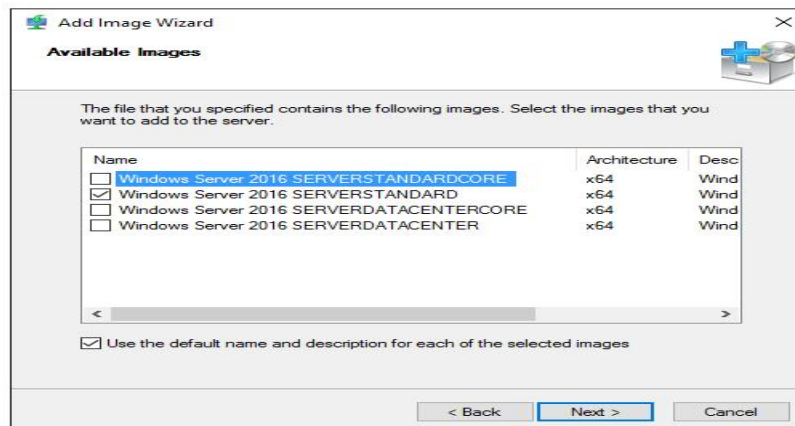 Add Image Wizard
Available Images
The file that you specified contains the following images. Select the images that you
want to add to the server.
Name Architecture Desc
Windows Server 2016 SERVERSTANDARDCORE x64 Wind
Windows Server 2016 SERVERSTANDARD x64 Wind
Windows Server 2016 SERVERDATACENTERCORE x64 Wind
Windows Server 2016 SERVERDATACENTER x64 Wind
Use the default name and description for each of the selected images
< Back Next > Cancel